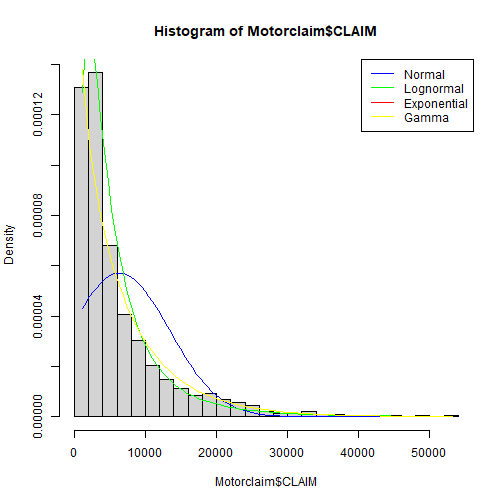 Histogram of Motorclaim$CLAIM
Normal
Lognormal
Exponential
Gamma
Density
0.00012
0.00008
0.00004
0.00000
0
10000
20000
30000
40000
50000
Motorclaim$CLAIM